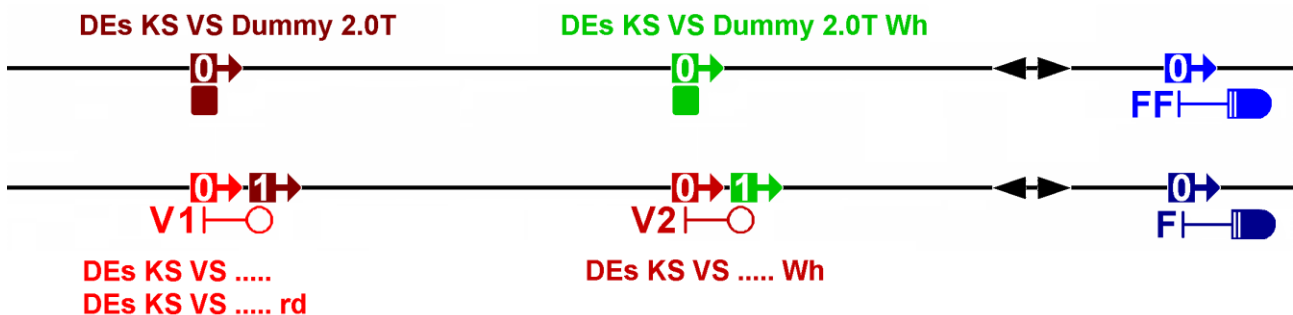 DEs KS VS Dummy 2.0T
DEs KS VS Dummy 2.0T Wh
0
0
0
FF
0 1
0 1
0
V1
V2
F
DEs KS VS .....
DEs KS VS ..... Wh
DEs KS VS ..... rd